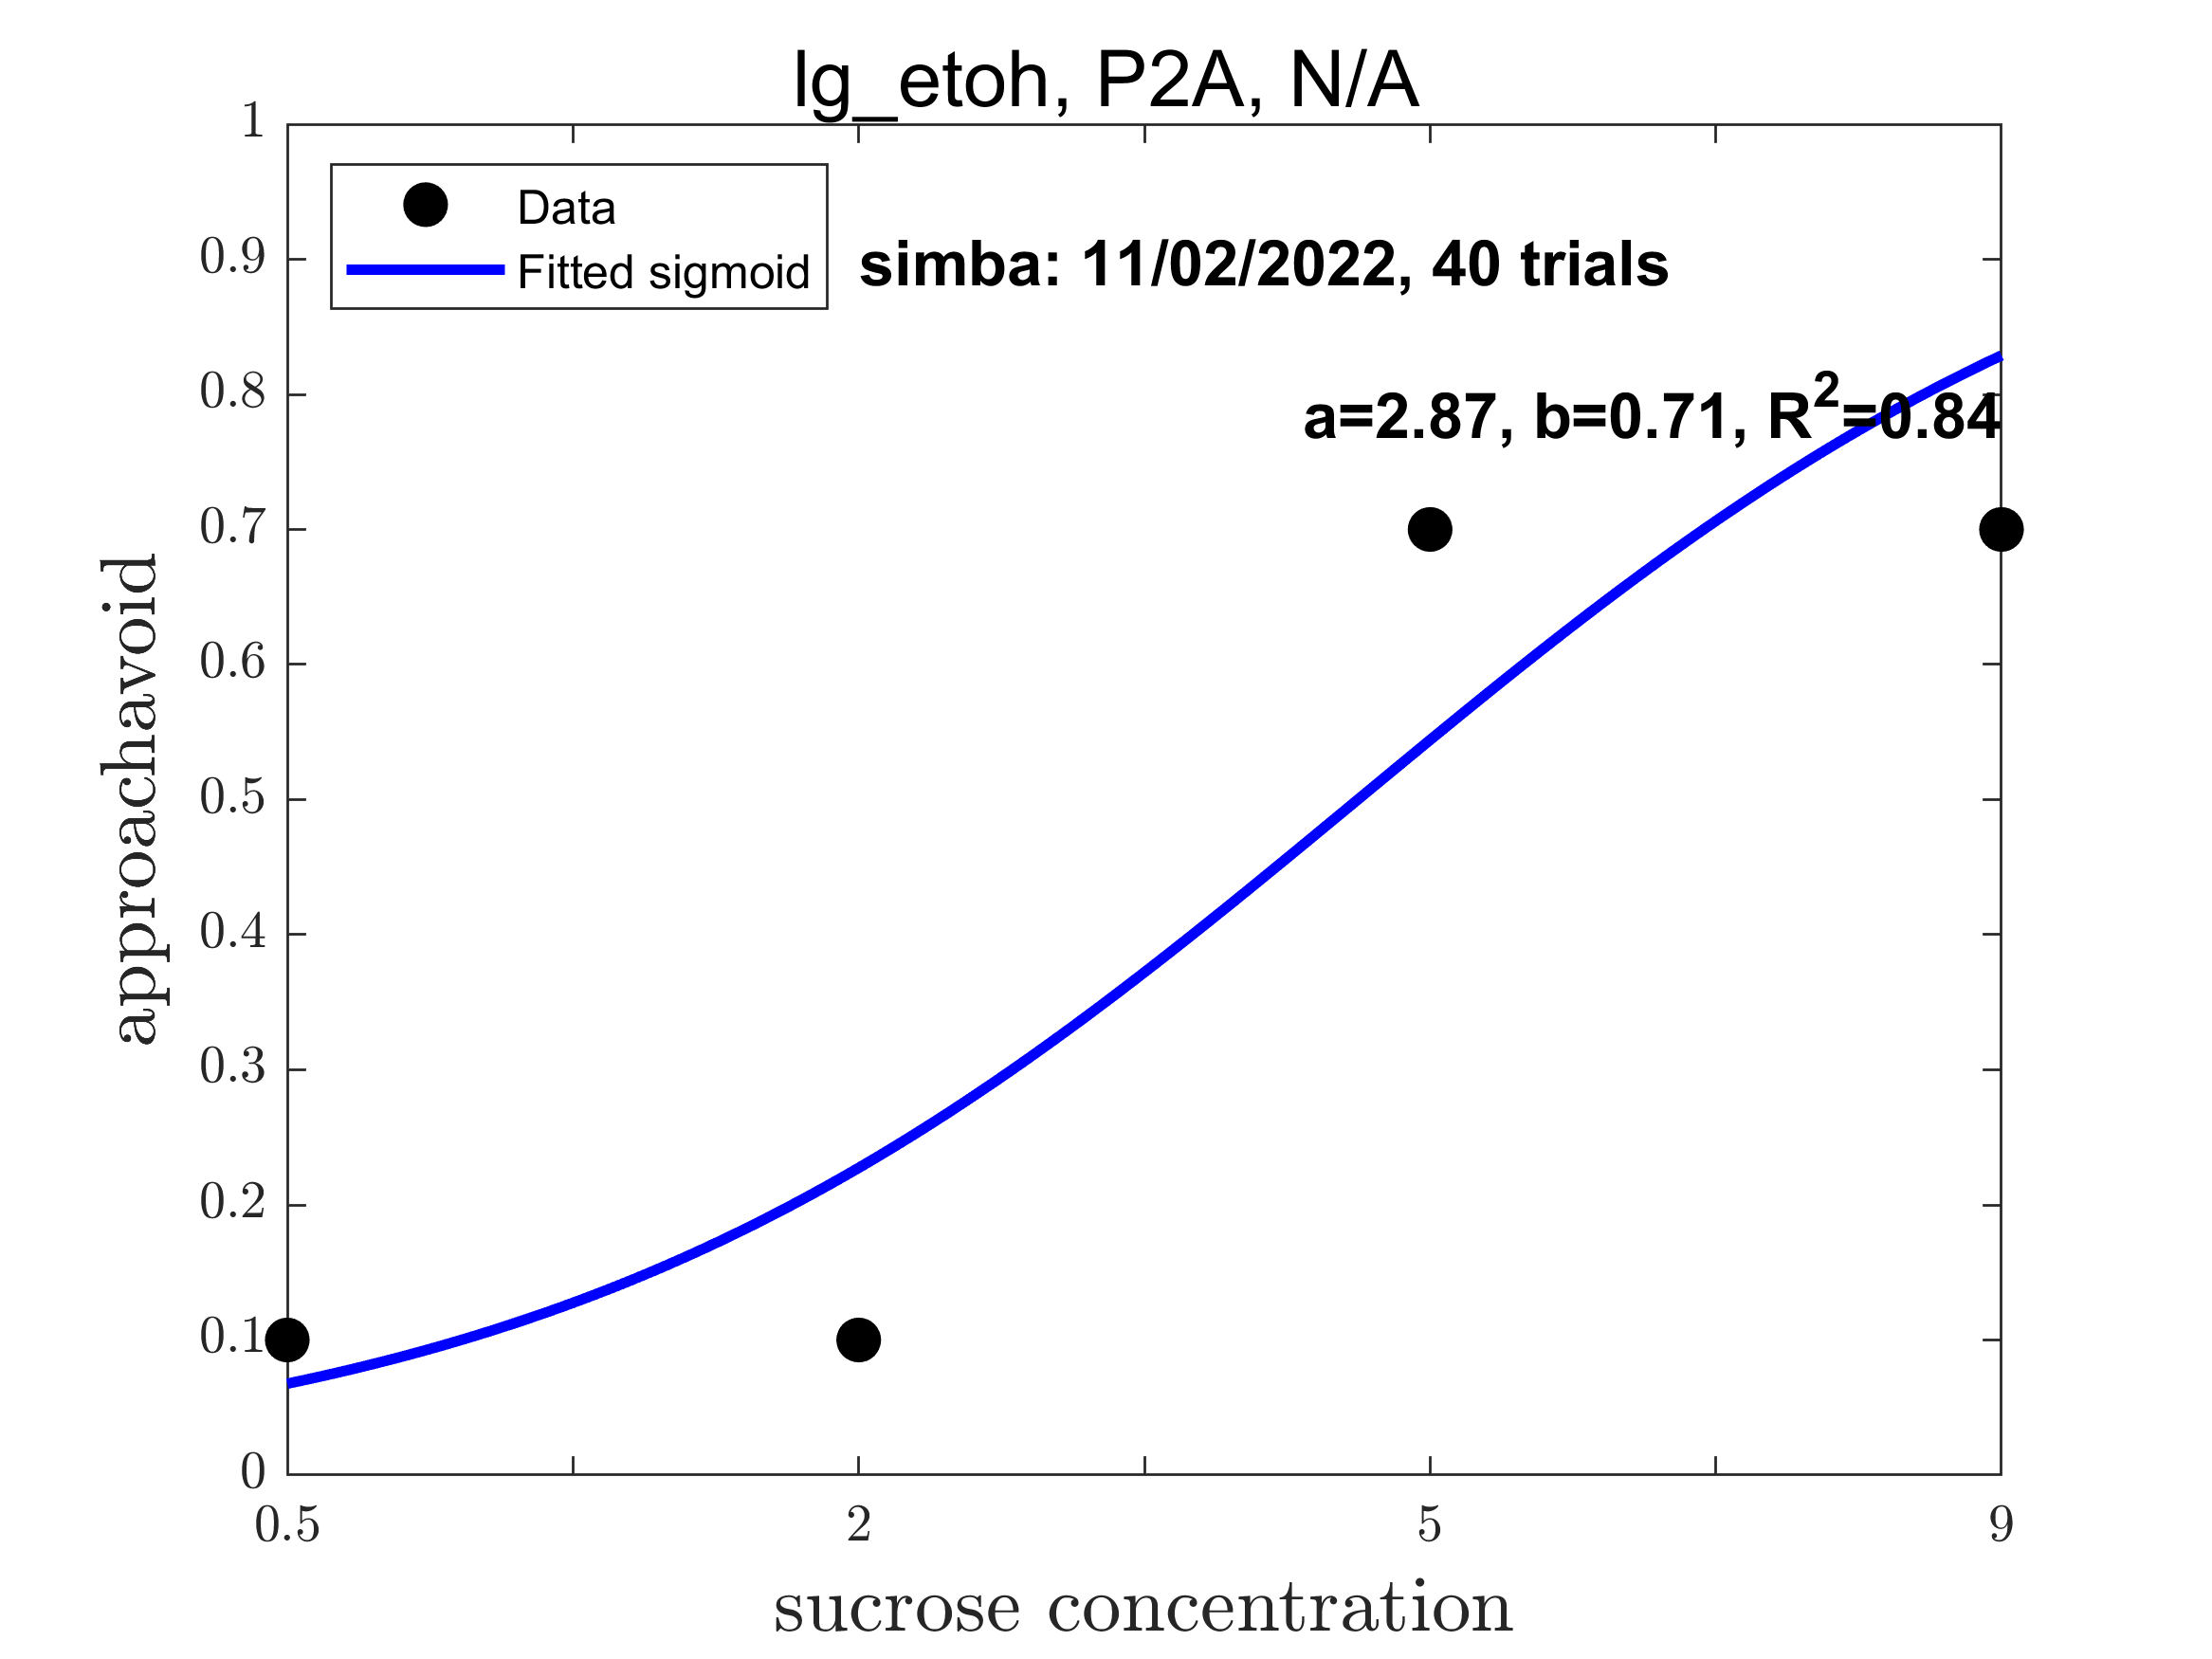 lg_etoh, P2A, N/A
Data
Fitted sigmoid
simba: 11/02/2022, 40 trials
a=2.87, b=0.71, R²=0.84
approachavoid
1
0.9
0.8
0.7
0.6
0.5
0.4
0.3
0.2
0.1
0
0.5 2 5 9
sucrose concentration